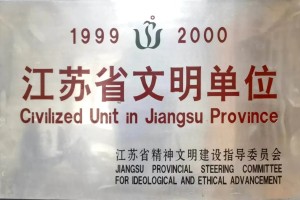 1999 2000
江苏省文明单位
Civilized Unit in Jiangsu Province
江苏省精神文明建设指导委员会
JIANGSU PROVINCIAL STEERING COMMITTEE
FOR IDEOLOGICAL AND ETHICAL ADVANCEMENT